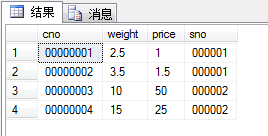 结果 消息
cno weight price sno
1 00000001 2.5 1 000001
2 00000002 3.5 1.5 000001
3 00000003 10 50 000002
4 00000004 15 25 000002